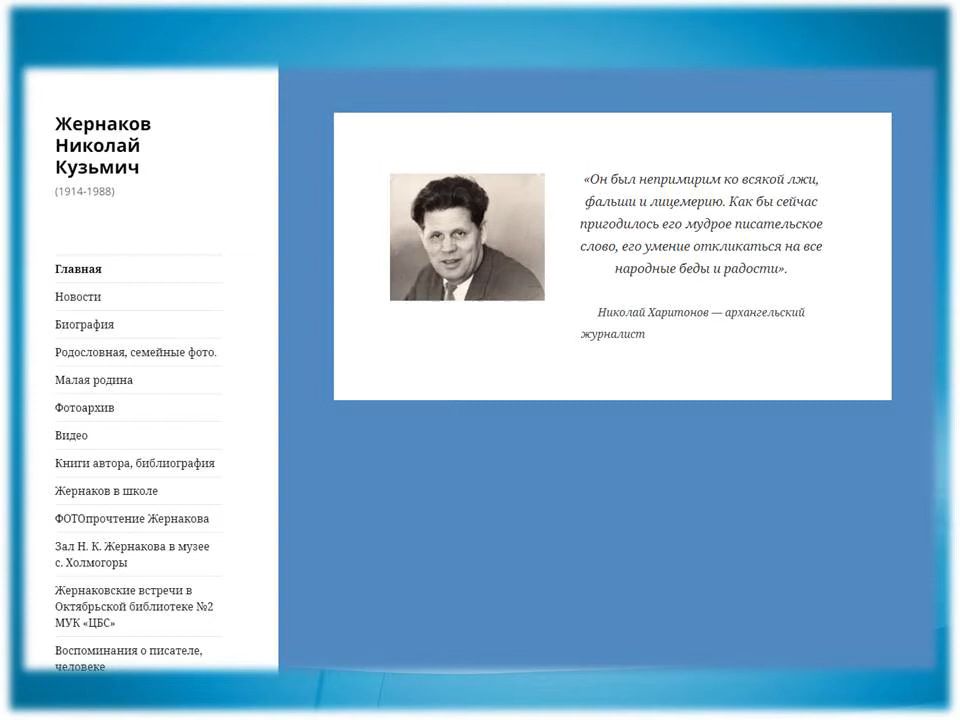 Жернаков
Николай
Кузьмич
(1914-1988)
Главная
Новости
Биография
Родословная, семейные фото.
Малая родина
Фотоархив
Видео
Книги автора, библиография
Жернаков в школе
ФОТОпрочтение Жернакова
Зал Н. К. Жернакова в музее
с. Холмогоры
Жернаковские встречи в
Октябрьской библиотеке №2
МУК «ЦБС»
Воспоминания о писателе,
человеке
«Он был непримирим ко всякой лжи,
фальши и лицемерию. Как бы сейчас
пригодилось его мудрое писательское
слово, его умение откликаться на все
народные беды и радости».
Николай Харитонов — архангельский
журналист